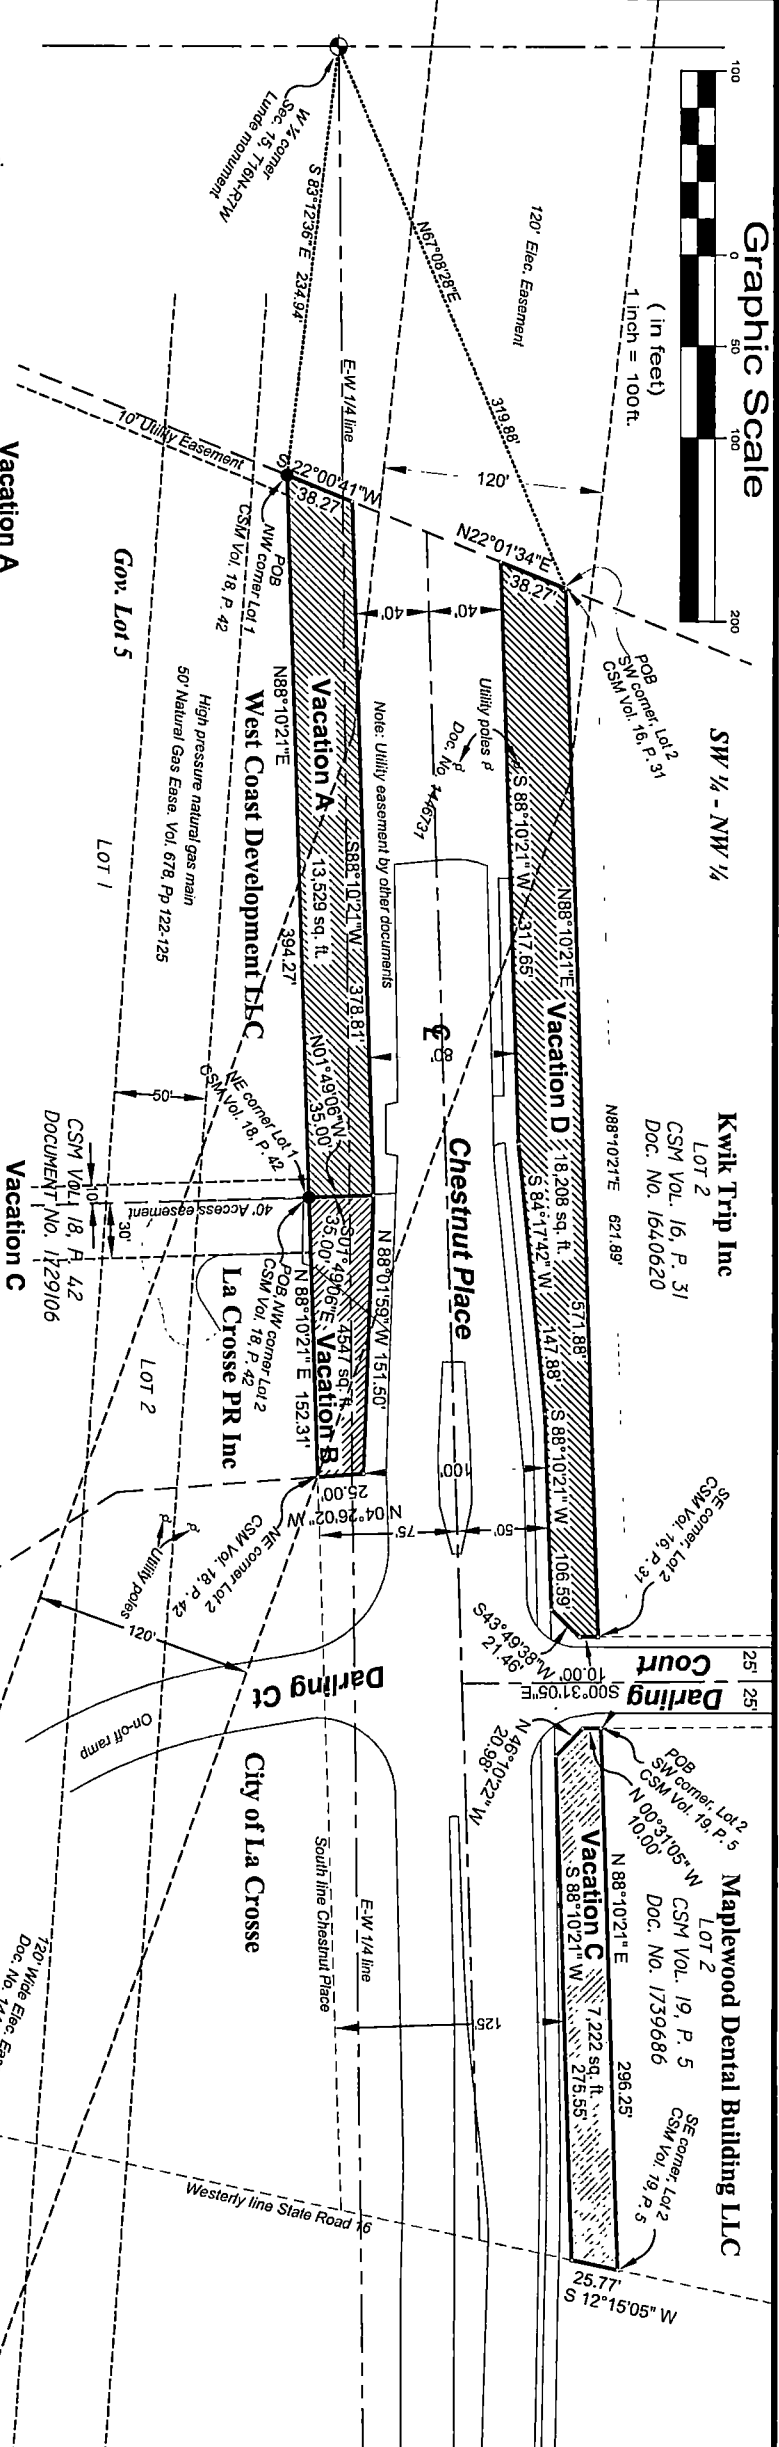 Graphic Scale
100 0 50 100 200
( in feet)
1 inch = 100ft.
SW ¼ - NW ¼
Kwik Trip Inc
LOT 2
CSM Vol. 16, P. 31
Doc. No. 1640620
Maplewood Dental Building LLC
LOT 2
CSM Vol. 19, P. 5
Doc. No. 1739686
W ¼ corner
Sec. 15, T16N-R7W
Lunde monument
N67°08'28"E 319.88'
S 83°12'36" E 234.94'
120' Elec. Easement
E-W 1/4 line
10' Utility Easement
120'
N22°01'34"E
38.27'
S 22°00'41"W
38.27'
POB
SW corner, Lot 2
CSM Vol. 16, P. 31
POB
NW corner Lot 1
CSM Vol. 18, P. 42
40'
40'
Utility poles
Doc. No. 1446731
N88°10'21"E 621.89'
N88°10'21"E 571.88'
Vacation D 18,208 sq. ft.
S 88°10'21" W 317.65'
S 84°17'42" W 147.88'
S 88°10'21" W 106.59'
SE corner, Lot 2
CSM Vol. 16, P. 31
S43°49'38"W
21.46'
10.00'
S00°31'05"E
Darling
Court
25' 25'
POB
SW corner, Lot 2
CSM Vol. 19, P. 5
N 00°31'05" W
10.00'
N 46°10'22" W
20.98'
N 88°10'21" E 296.25'
Vacation C 7,222 sq. ft.
S 88°10'21" W 275.55'
SE corner, Lot 2
CSM Vol. 19, P. 5
25.77'
S 12°15'05" W
Chestnut Place
80'
100'
50'
75'
125'
Note: Utility easement by other documents
S88°10'21"W 378.81'
Vacation A 13,529 sq. ft.
N88°10'21"E 394.27'
N01°49'06"W
35.00'
NE corner Lot 1
CSM Vol. 18, P. 42
S01°49'06"E
35.00'
N 88°01'59" W 151.50'
4547 sq. ft.
Vacation B
N 88°10'21" E 152.31'
POB, NW corner Lot 2
CSM Vol. 18, P. 42
25.00'
N 04°26'02" W
NE corner Lot 2
CSM Vol. 18, P. 42
West Coast Development LLC
La Crosse PR Inc
High pressure natural gas main
50' Natural Gas Ease. Vol. 678, Pp 122-125
Gov. Lot 5
LOT 1
50'
10'
30'
40' Access easement
CSM VOL. 18, P. 42
DOCUMENT No. 1729106
LOT 2
Utility poles
120'
Darling Ct
On-off ramp
City of La Crosse
South line Chestnut Place
E-W 1/4 line
Westerly line State Road 16
120' Wide Elec.
Doc. No.
Vacation A
Vacation C